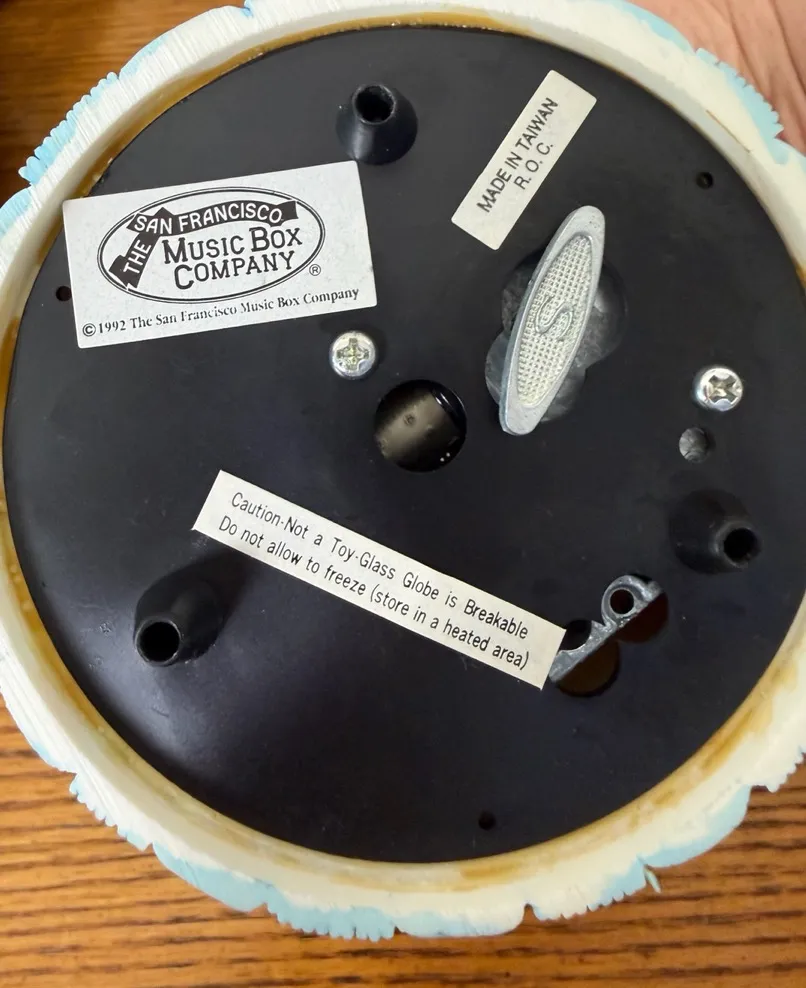 THE SAN FRANCISCO
MUSIC BOX
COMPANY ®
© 1992 The San Francisco Music Box Company
MADE IN TAIWAN
R.O.C.
S
Caution-Not a Toy-Glass Globe is Breakable
Do not allow to freeze (store in a heated area)